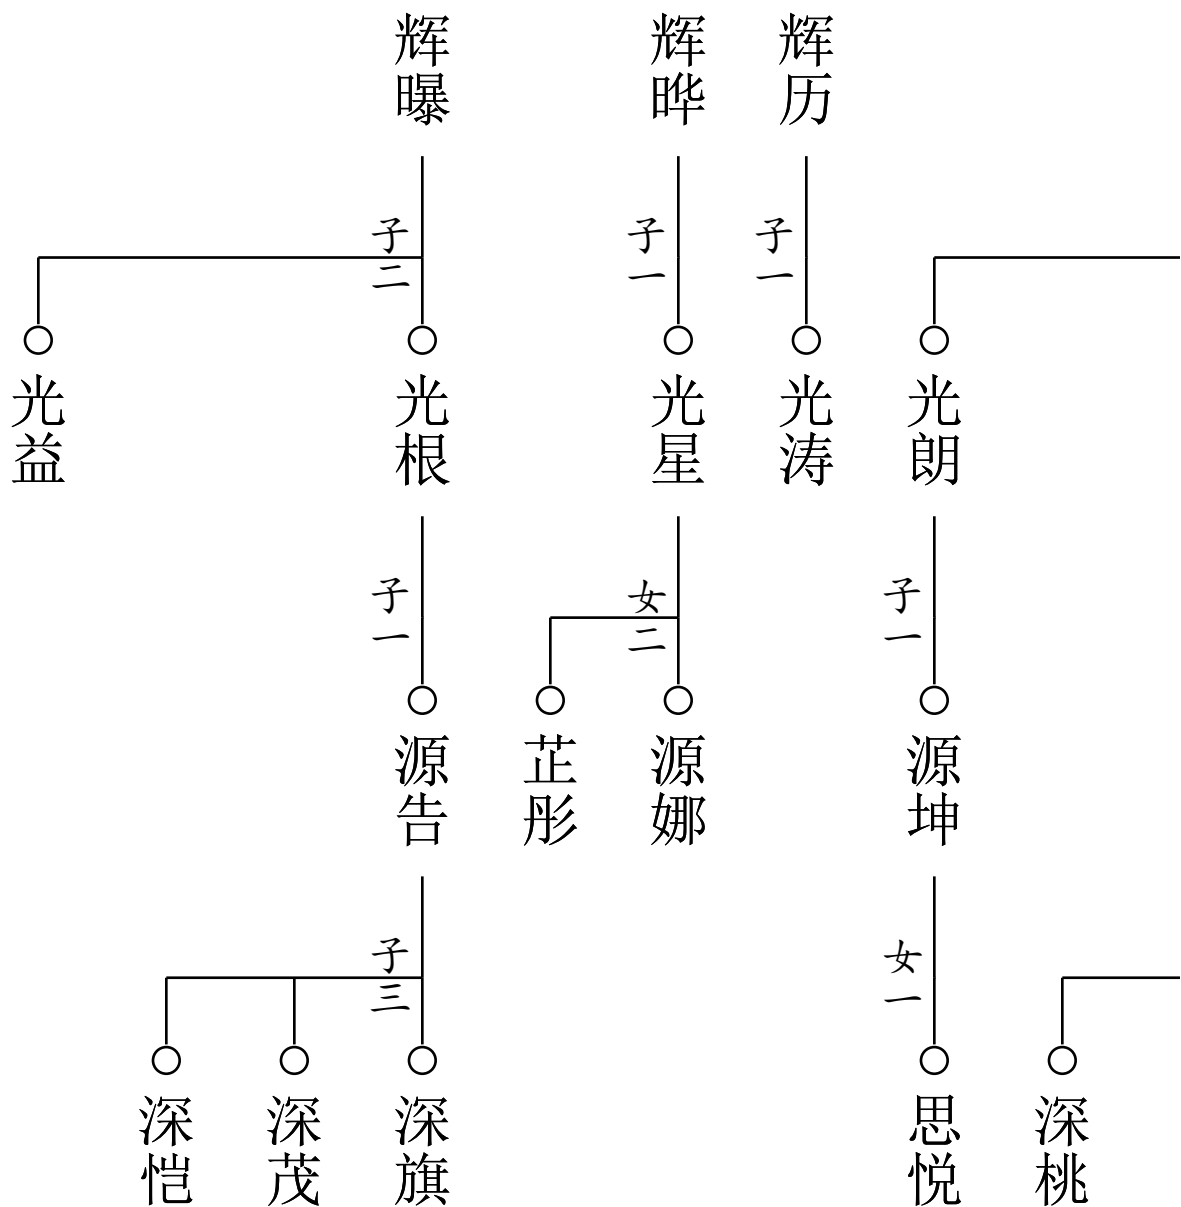 辉曝
辉晔
辉历
子二
子一
子一
光益
光根
光星
光涛
光朗
子一
女二
子一
源告
芷彤
源娜
源坤
子三
女一
深恺
深茂
深旗
思悦
深桃